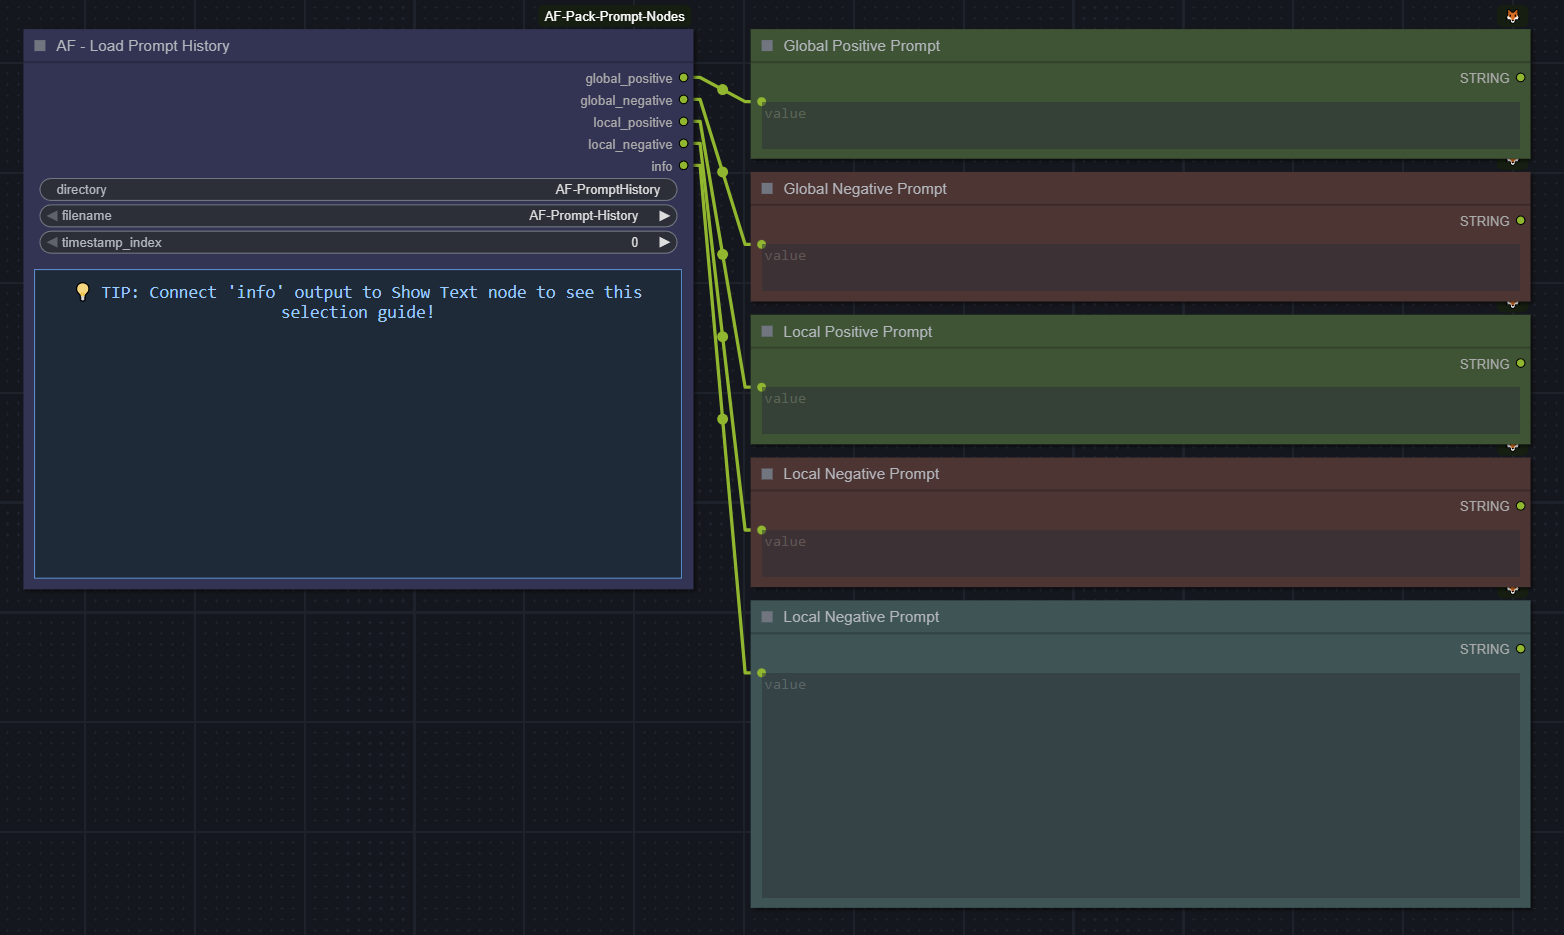 AF-Pack-Prompt-Nodes
AF - Load Prompt History
global_positive
global_negative
local_positive
local_negative
info
directory AF-PromptHistory
filename AF-Prompt-History
timestamp_index 0
💡 TIP: Connect 'info' output to Show Text node to see this
selection guide!
Global Positive Prompt
STRING
value
Global Negative Prompt
STRING
value
Local Positive Prompt
STRING
value
Local Negative Prompt
STRING
value
Local Negative Prompt
STRING
value